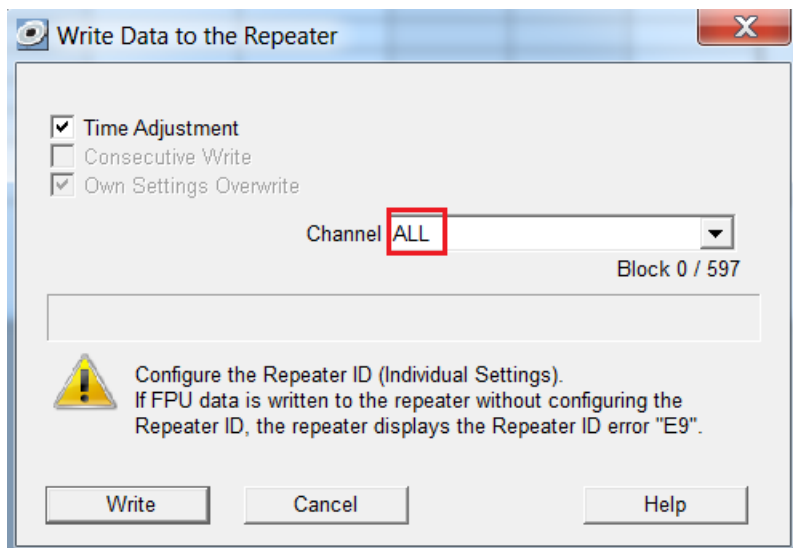 Write Data to the Repeater
Time Adjustment
Consecutive Write
Own Settings Overwrite
Channel ALL
Block 0 / 597
Configure the Repeater ID (Individual Settings).
If FPU data is written to the repeater without configuring the
Repeater ID, the repeater displays the Repeater ID error "E9".
Write Cancel Help